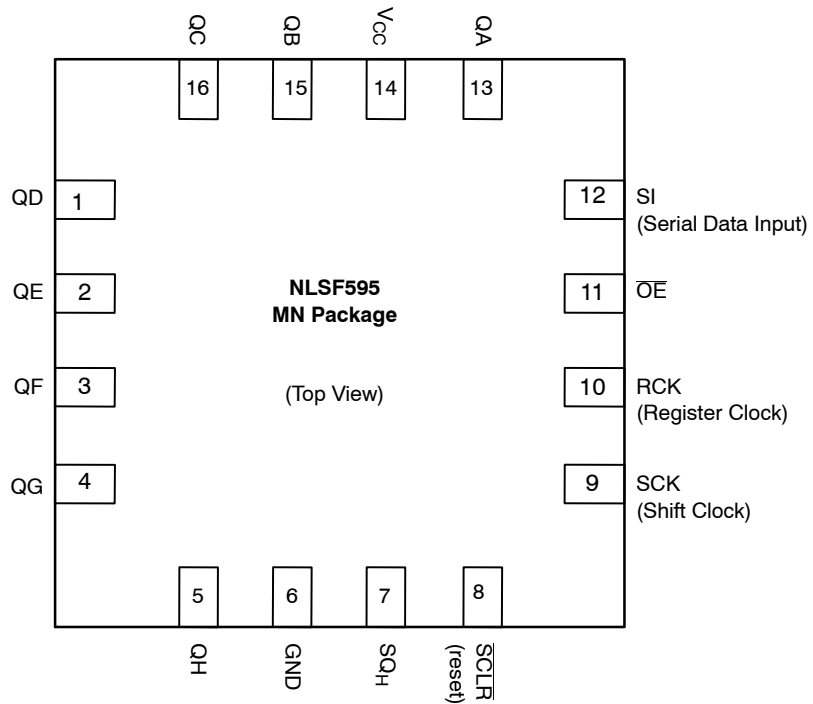 QC QB VCC QA
16 15 14 13
QD 1
12 SI
(Serial Data Input)
QE 2
NLSF595
MN Package
11 OE
QF 3
(Top View)
10 RCK
(Register Clock)
QG 4
9 SCK
(Shift Clock)
5 6 7 8
QH GND SQH SCLR
(reset)